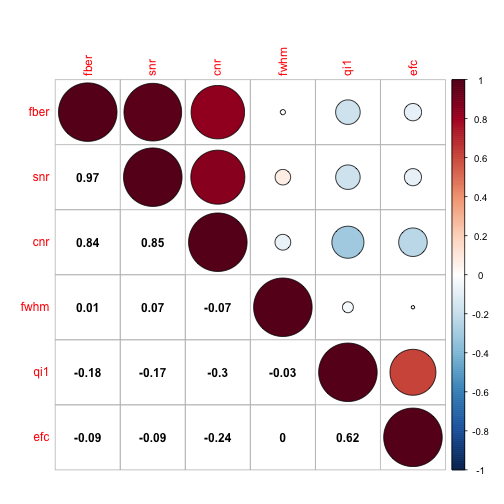 fber snr cnr fwhm qi1 efc
fber
snr 0.97
cnr 0.84 0.85
fwhm 0.01 0.07 -0.07
qi1 -0.18 -0.17 -0.3 -0.03
efc -0.09 -0.09 -0.24 0 0.62
1
0.8
0.6
0.4
0.2
0
-0.2
-0.4
-0.6
-0.8
-1